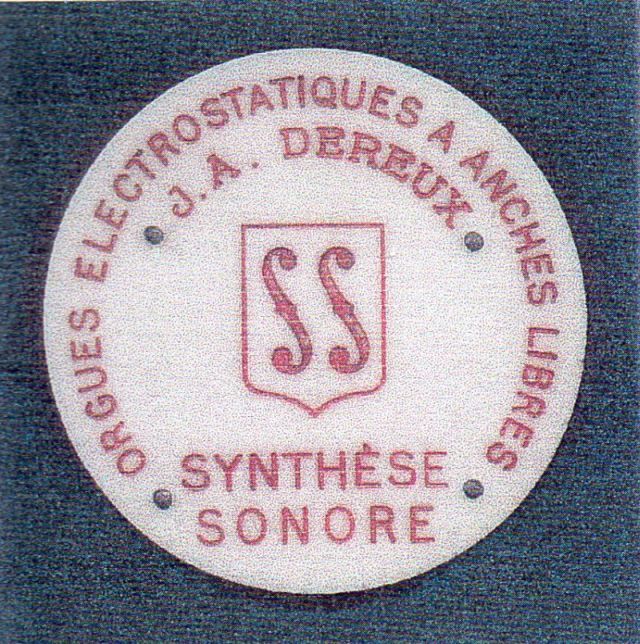 ORGUES ELECTROSTATIQUES A ANCHES LIBRES
J. A. DEREUX
SS
SYNTHÈSE
SONORE